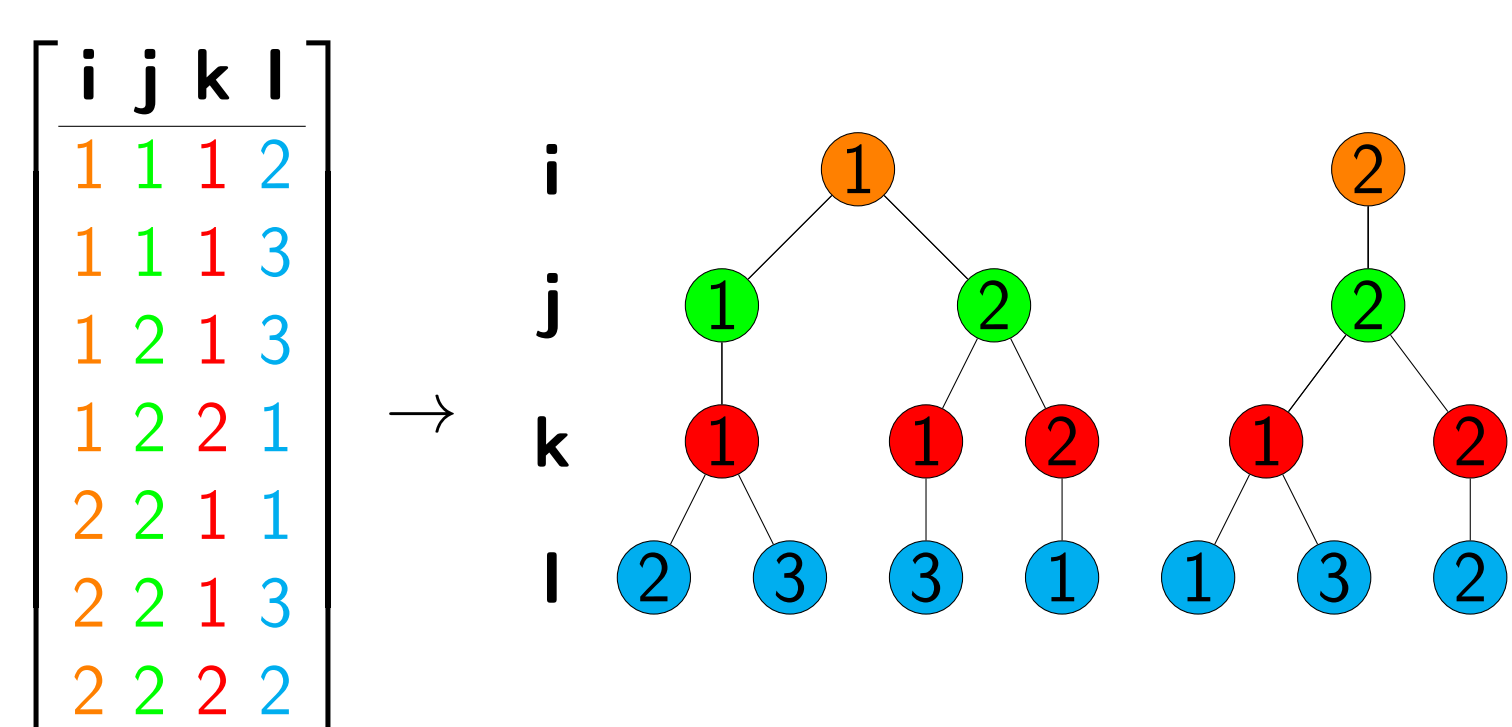 i j k l
1 1 1 2
1 1 1 3
1 2 1 3
1 2 2 1
2 2 1 1
2 2 1 3
2 2 2 2
→
i 1 2
j 1 2 2
k 1 1 2 1 2
l 2 3 3 1 1 3 2